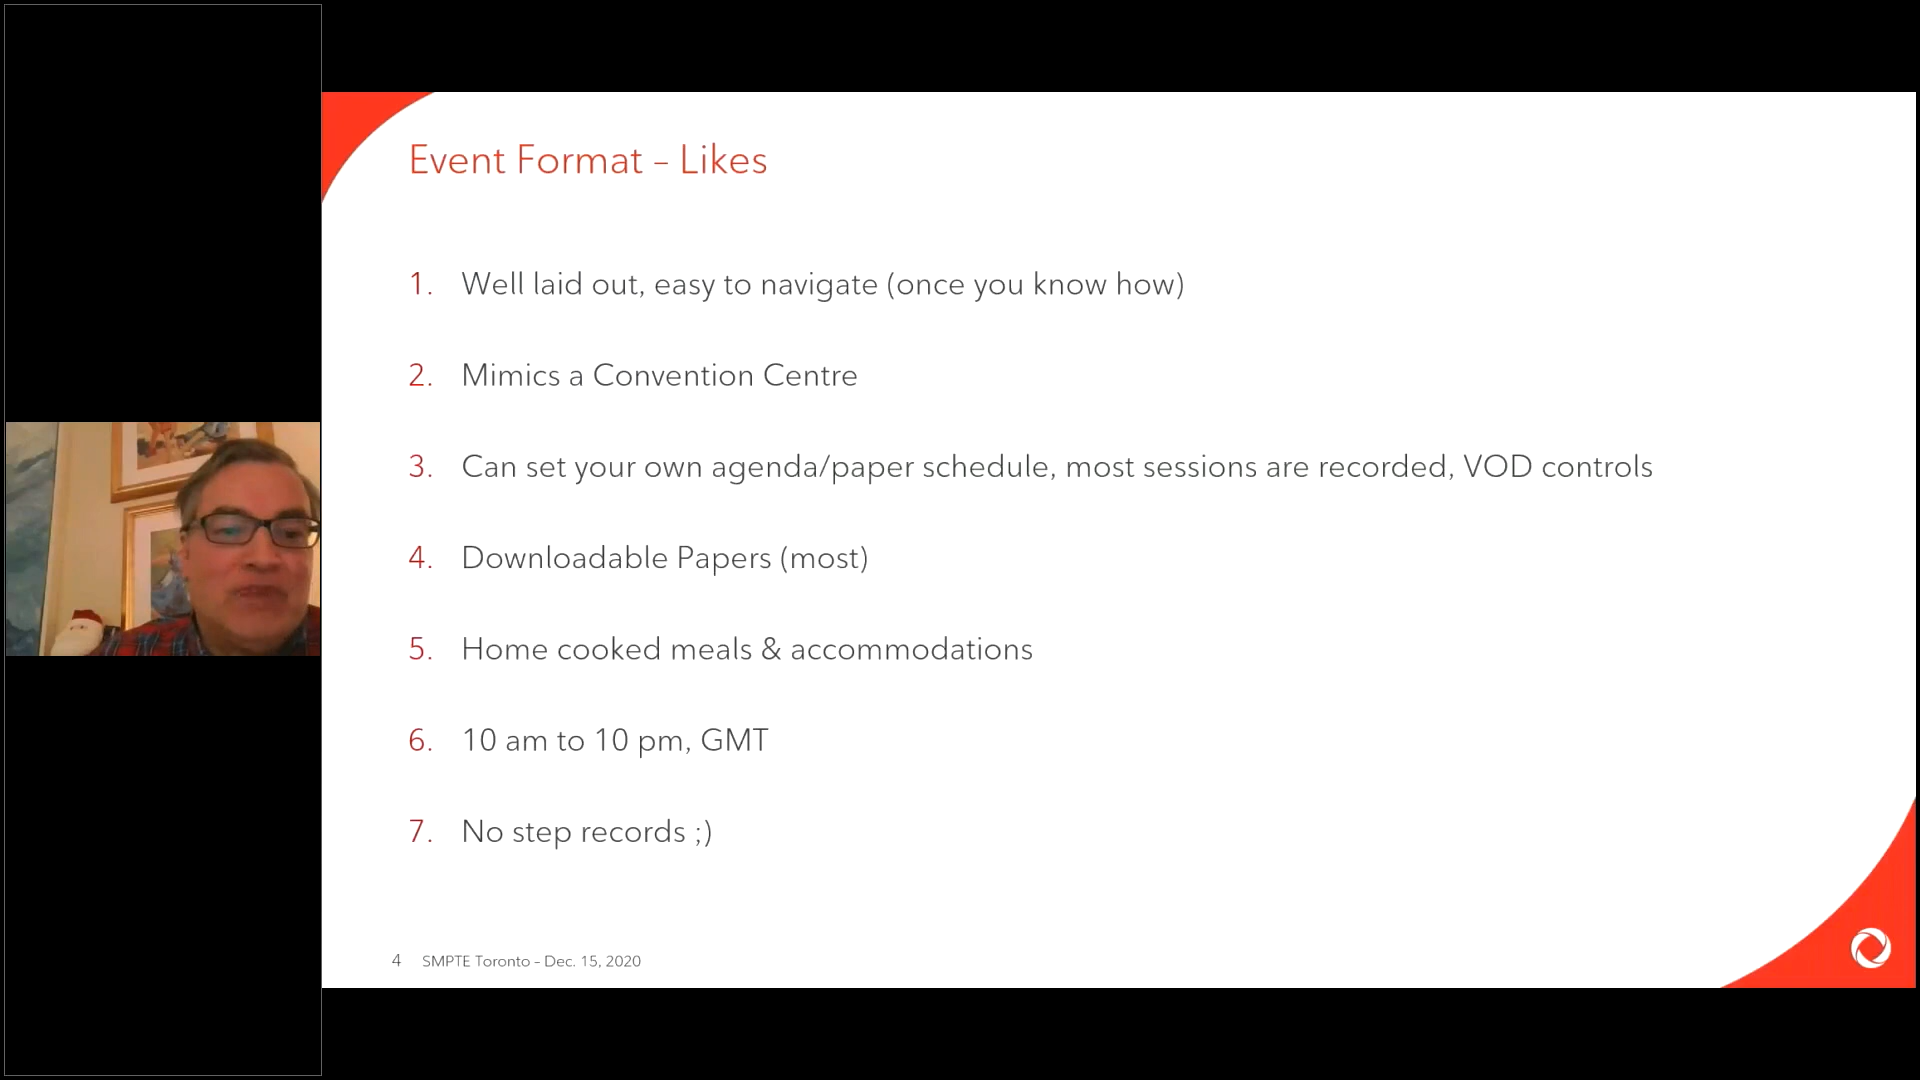 Event Format – Likes
1. Well laid out, easy to navigate (once you know how)
2. Mimics a Convention Centre
3. Can set your own agenda/paper schedule, most sessions are recorded, VOD controls
4. Downloadable Papers (most)
5. Home cooked meals & accommodations
6. 10 am to 10 pm, GMT
7. No step records ;)
4 SMPTE Toronto – Dec. 15, 2020